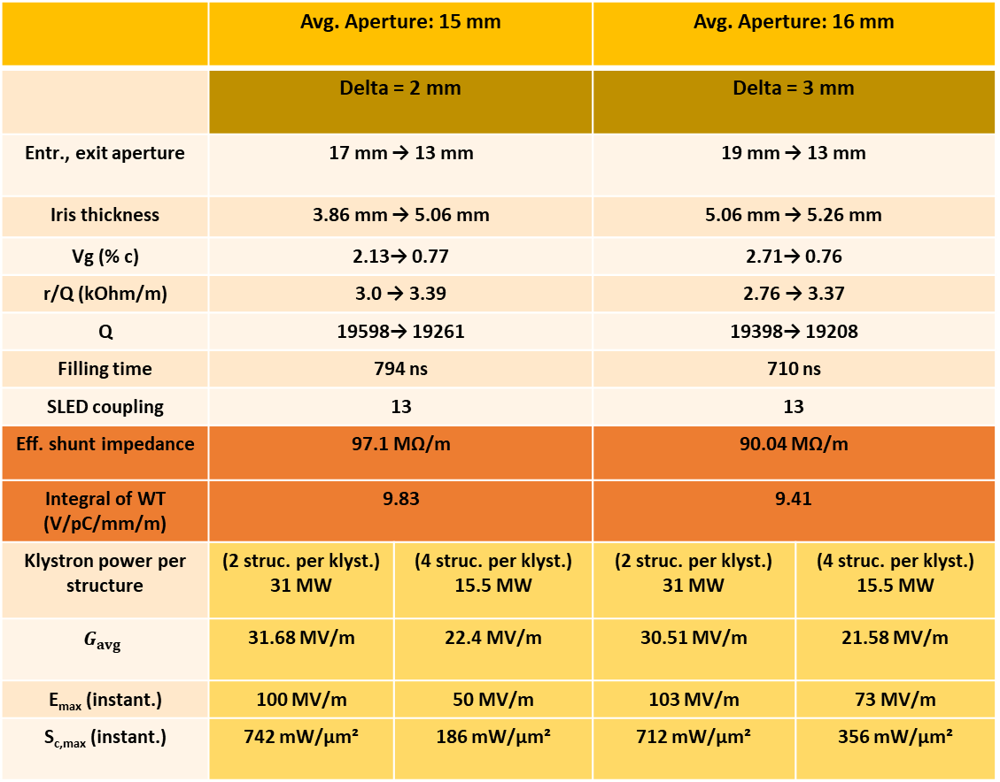 Avg. Aperture: 15 mm Avg. Aperture: 16 mm
Delta = 2 mm Delta = 3 mm
Entr., exit aperture 17 mm → 13 mm 19 mm → 13 mm
Iris thickness 3.86 mm → 5.06 mm 5.06 mm → 5.26 mm
Vg (% c) 2.13→ 0.77 2.71→ 0.76
r/Q (kOhm/m) 3.0 → 3.39 2.76 → 3.37
Q 19598→ 19261 19398→ 19208
Filling time 794 ns 710 ns
SLED coupling 13 13
Eff. shunt impedance 97.1 MΩ/m 90.04 MΩ/m
Integral of WT
(V/pC/mm/m) 9.83 9.41
Klystron power per
structure
(2 struc. per klyst.)
31 MW
(4 struc. per klyst.)
15.5 MW
(2 struc. per klyst.)
31 MW
(4 struc. per klyst.)
15.5 MW
Gavg 31.68 MV/m 22.4 MV/m 30.51 MV/m 21.58 MV/m
Emax (instant.) 100 MV/m 50 MV/m 103 MV/m 73 MV/m
Sc,max (instant.) 742 mW/μm² 186 mW/μm² 712 mW/μm² 356 mW/μm²